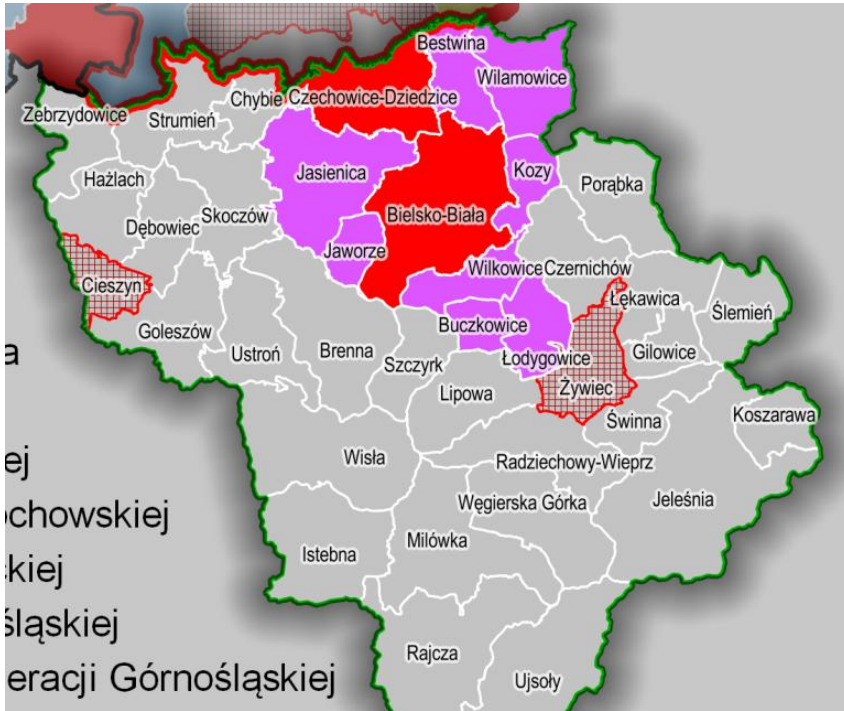 Bestwina
Wilamowice
Chybie
Czechowice-Dziedzice
Zebrzydowice
Strumień
Hażlach
Jasienica
Kozy
Porąbka
Dębowiec
Skoczów
Bielsko-Biała
Jaworze
Cieszyn
Wilkowice
Czernichów
Łękawica
Ślemień
Goleszów
Buczkowice
Ustroń
Brenna
Szczyrk
Łodygowice
Gilowice
a
Lipowa
Żywiec
Świnna
Koszarawa
Wisła
Radziechowy-Wieprz
ej
Węgierska Górka
Jeleśnia
ochowskiej
Milówka
Istebna
kiej
śląskiej
Rajcza
Ujsoły
eracji Górnośląskiej